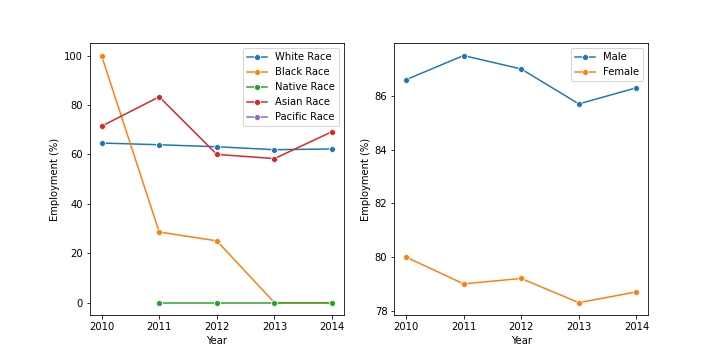 Employment (%)
100
80
60
40
20
0
2010
2011
2012
2013
2014
Year
White Race
Black Race
Native Race
Asian Race
Pacific Race
Employment (%)
86
84
82
80
78
2010
2011
2012
2013
2014
Year
Male
Female